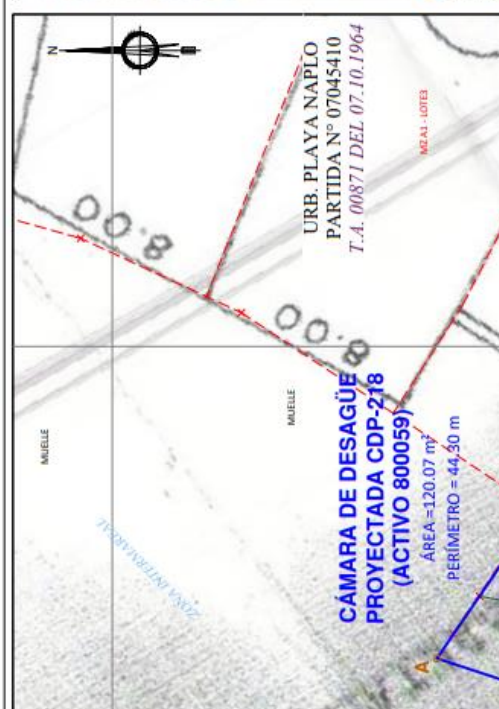 N
8.00
URB. PLAYA NAPLO
PARTIDA N° 07045410
T.A. 00871 DEL 07.10.1964
MZ A1 - LOTE3
8.00
MUELLE
MUELLE
ZONA INTERMAREAL
CÁMARA DE DESAGÜE
PROYECTADA CDP-218
(ACTIVO 800059)
ÁREA =120.07 m²
PERÍMETRO = 44.30 m
A